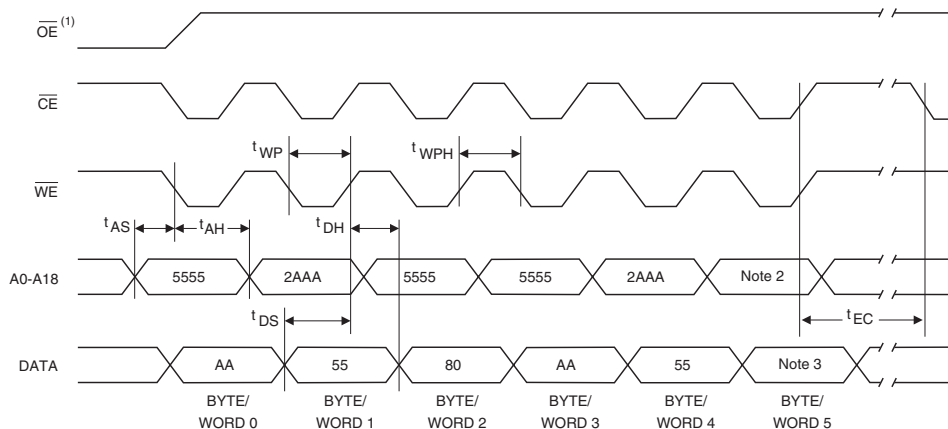 OE (1)
CE
t WP
t WPH
WE
t AS
t AH
t DH
A0-A18
5555
2AAA
5555
5555
2AAA
Note 2
t DS
t EC
DATA
AA
55
80
AA
55
Note 3
BYTE/
WORD 0
BYTE/
WORD 1
BYTE/
WORD 2
BYTE/
WORD 3
BYTE/
WORD 4
BYTE/
WORD 5